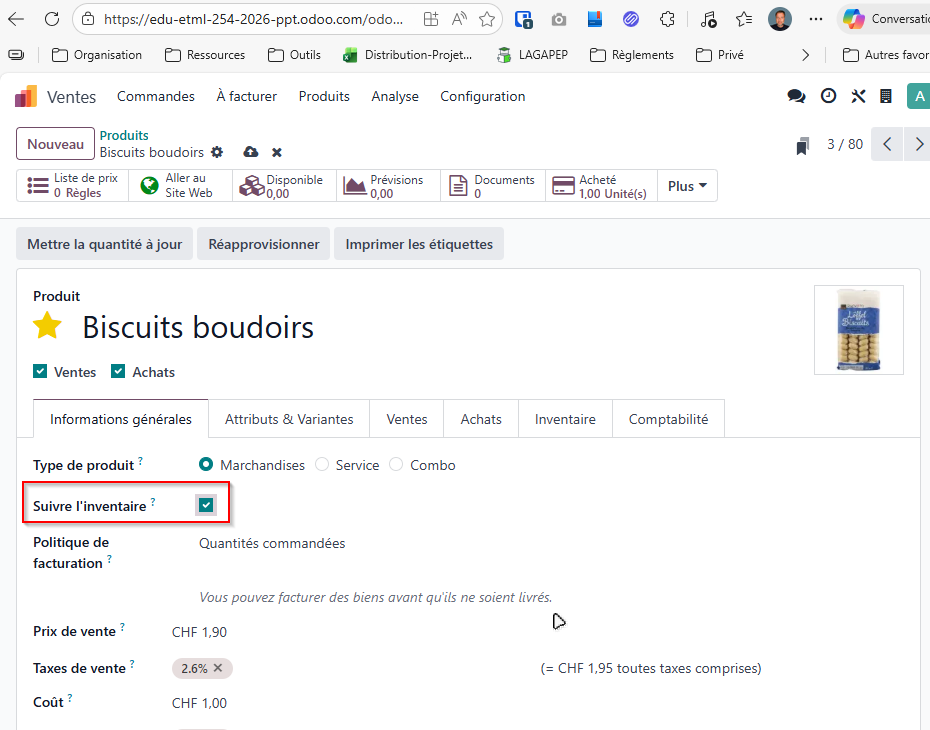 https://edu-etml-254-2026-ppt.odoo.com/odo...
1
Conversatio
Organisation
Ressources
Outils
Distribution-Projet...
LAGAPEP
Règlements
Privé
Autres favor
Ventes
Commandes
À facturer
Produits
Analyse
Configuration
A
Nouveau
Produits
Biscuits boudoirs
3 / 80
Liste de prix
0 Règles
Aller au
Site Web
Disponible
0,00
Prévisions
0,00
Documents
0
Acheté
1,00 Unité(s)
Plus
Mettre la quantité à jour
Réapprovisionner
Imprimer les étiquettes
Produit
Biscuits boudoirs
Löffel
Biscuits
Ventes
Achats
Informations générales
Attributs & Variantes
Ventes
Achats
Inventaire
Comptabilité
Type de produit ?
Marchandises
Service
Combo
Suivre l'inventaire ?
Politique de
facturation ?
Quantités commandées
Vous pouvez facturer des biens avant qu'ils ne soient livrés.
Prix de vente ?
CHF 1,90
Taxes de vente ?
2.6%
(= CHF 1,95 toutes taxes comprises)
Coût ?
CHF 1,00